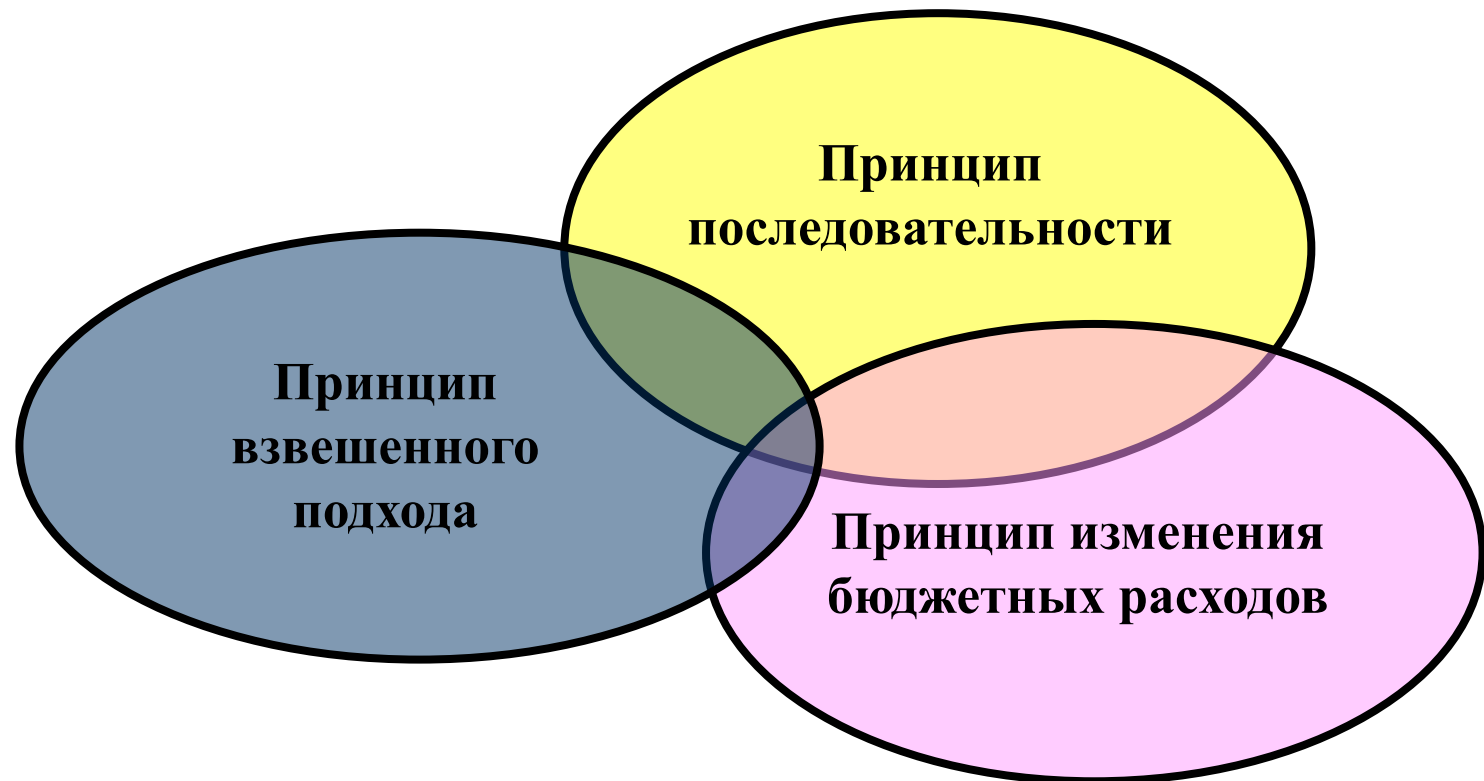 Принцип
последовательности
Принцип
взвешенного
подхода
Принцип изменения
бюджетных расходов